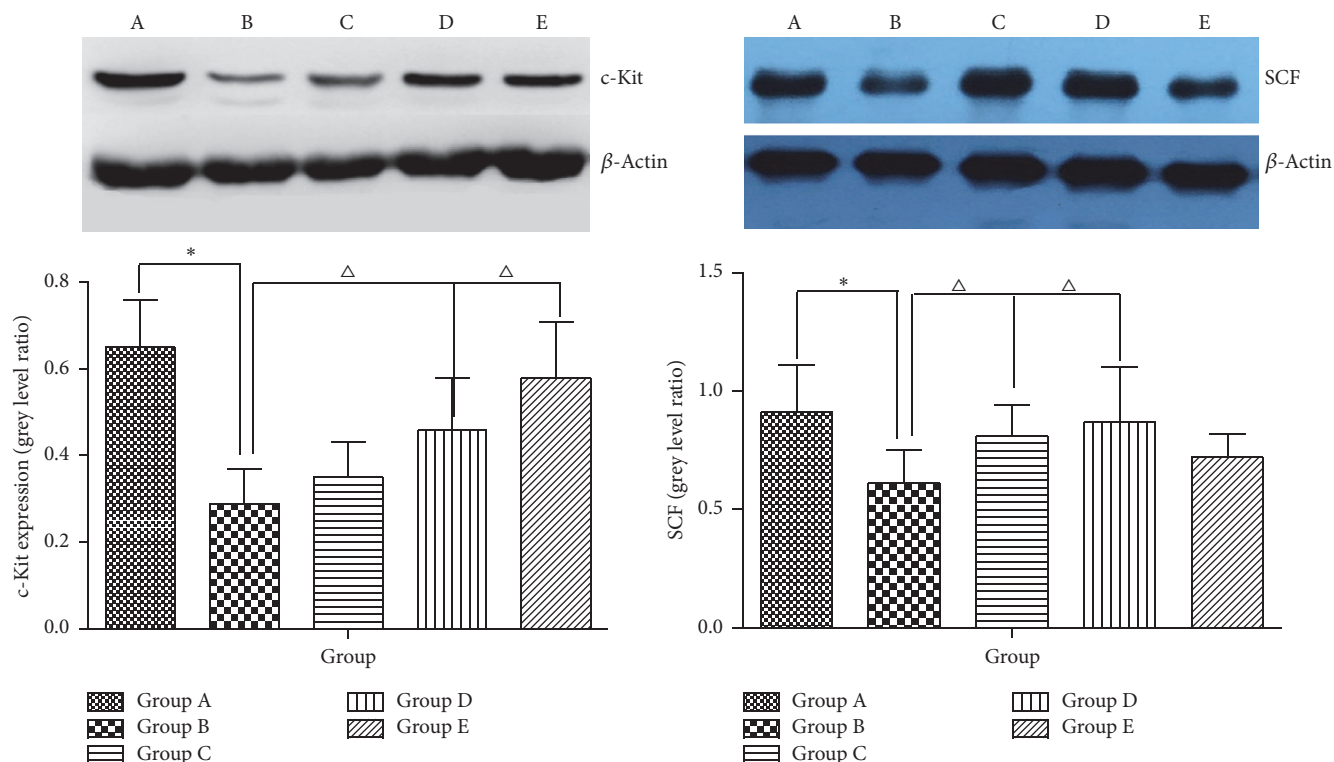 A B C D E
c-Kit
β-Actin
*
△ △
c-Kit expression (grey level ratio)
0.8
0.6
0.4
0.2
0.0
Group
Group A
Group B
Group C
Group D
Group E
A B C D E
SCF
β-Actin
*
△ △
SCF (grey level ratio)
1.5
1.0
0.5
0.0
Group
Group A
Group B
Group C
Group D
Group E